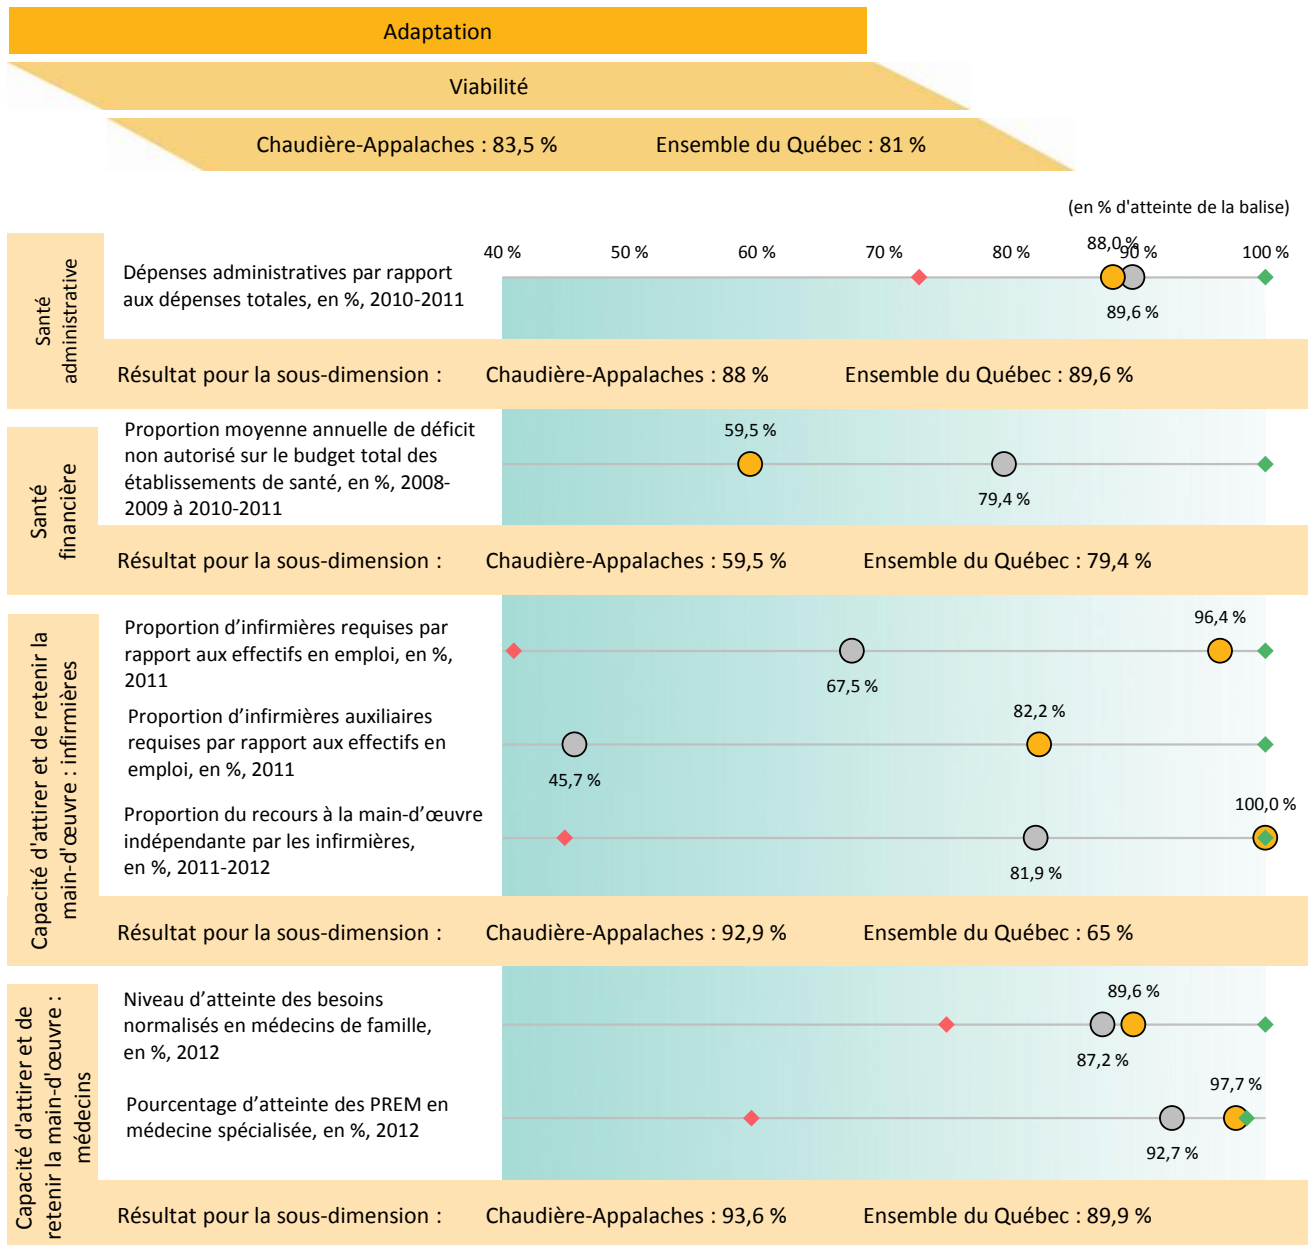 Adaptation
Viabilité
Chaudière-Appalaches : 83,5 % Ensemble du Québec : 81 %
(en % d'atteinte de la balise)
40 % 50 % 60 % 70 % 80 % 90 % 100 %
Santé
administrative
Dépenses administratives par rapport
aux dépenses totales, en %, 2010-2011
88,0 %
89,6 %
Résultat pour la sous-dimension : Chaudière-Appalaches : 88 % Ensemble du Québec : 89,6 %
Santé
financière
Proportion moyenne annuelle de déficit
non autorisé sur le budget total des
établissements de santé, en %, 2008-
2009 à 2010-2011
59,5 %
79,4 %
Résultat pour la sous-dimension : Chaudière-Appalaches : 59,5 % Ensemble du Québec : 79,4 %
Capacité d'attirer et de retenir la
main-d'œuvre : infirmières
Proportion d’infirmières requises par
rapport aux effectifs en emploi, en %,
2011
96,4 %
67,5 %
Proportion d’infirmières auxiliaires
requises par rapport aux effectifs en
emploi, en %, 2011
82,2 %
45,7 %
Proportion du recours à la main-d’œuvre
indépendante par les infirmières,
en %, 2011-2012
100,0 %
81,9 %
Résultat pour la sous-dimension : Chaudière-Appalaches : 92,9 % Ensemble du Québec : 65 %
Capacité d'attirer et de
retenir la main-d'œuvre :
médecins
Niveau d’atteinte des besoins
normalisés en médecins de famille,
en %, 2012
89,6 %
87,2 %
Pourcentage d’atteinte des PREM en
médecine spécialisée, en %, 2012
97,7 %
92,7 %
Résultat pour la sous-dimension : Chaudière-Appalaches : 93,6 % Ensemble du Québec : 89,9 %